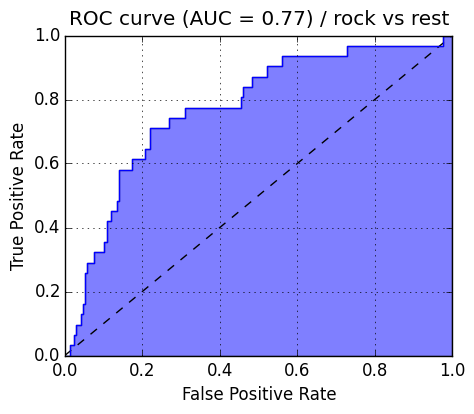 ROC curve (AUC = 0.77) / rock vs rest
1.0
0.8
0.6
0.4
0.2
0.0
True Positive Rate
0.0 0.2 0.4 0.6 0.8 1.0
False Positive Rate